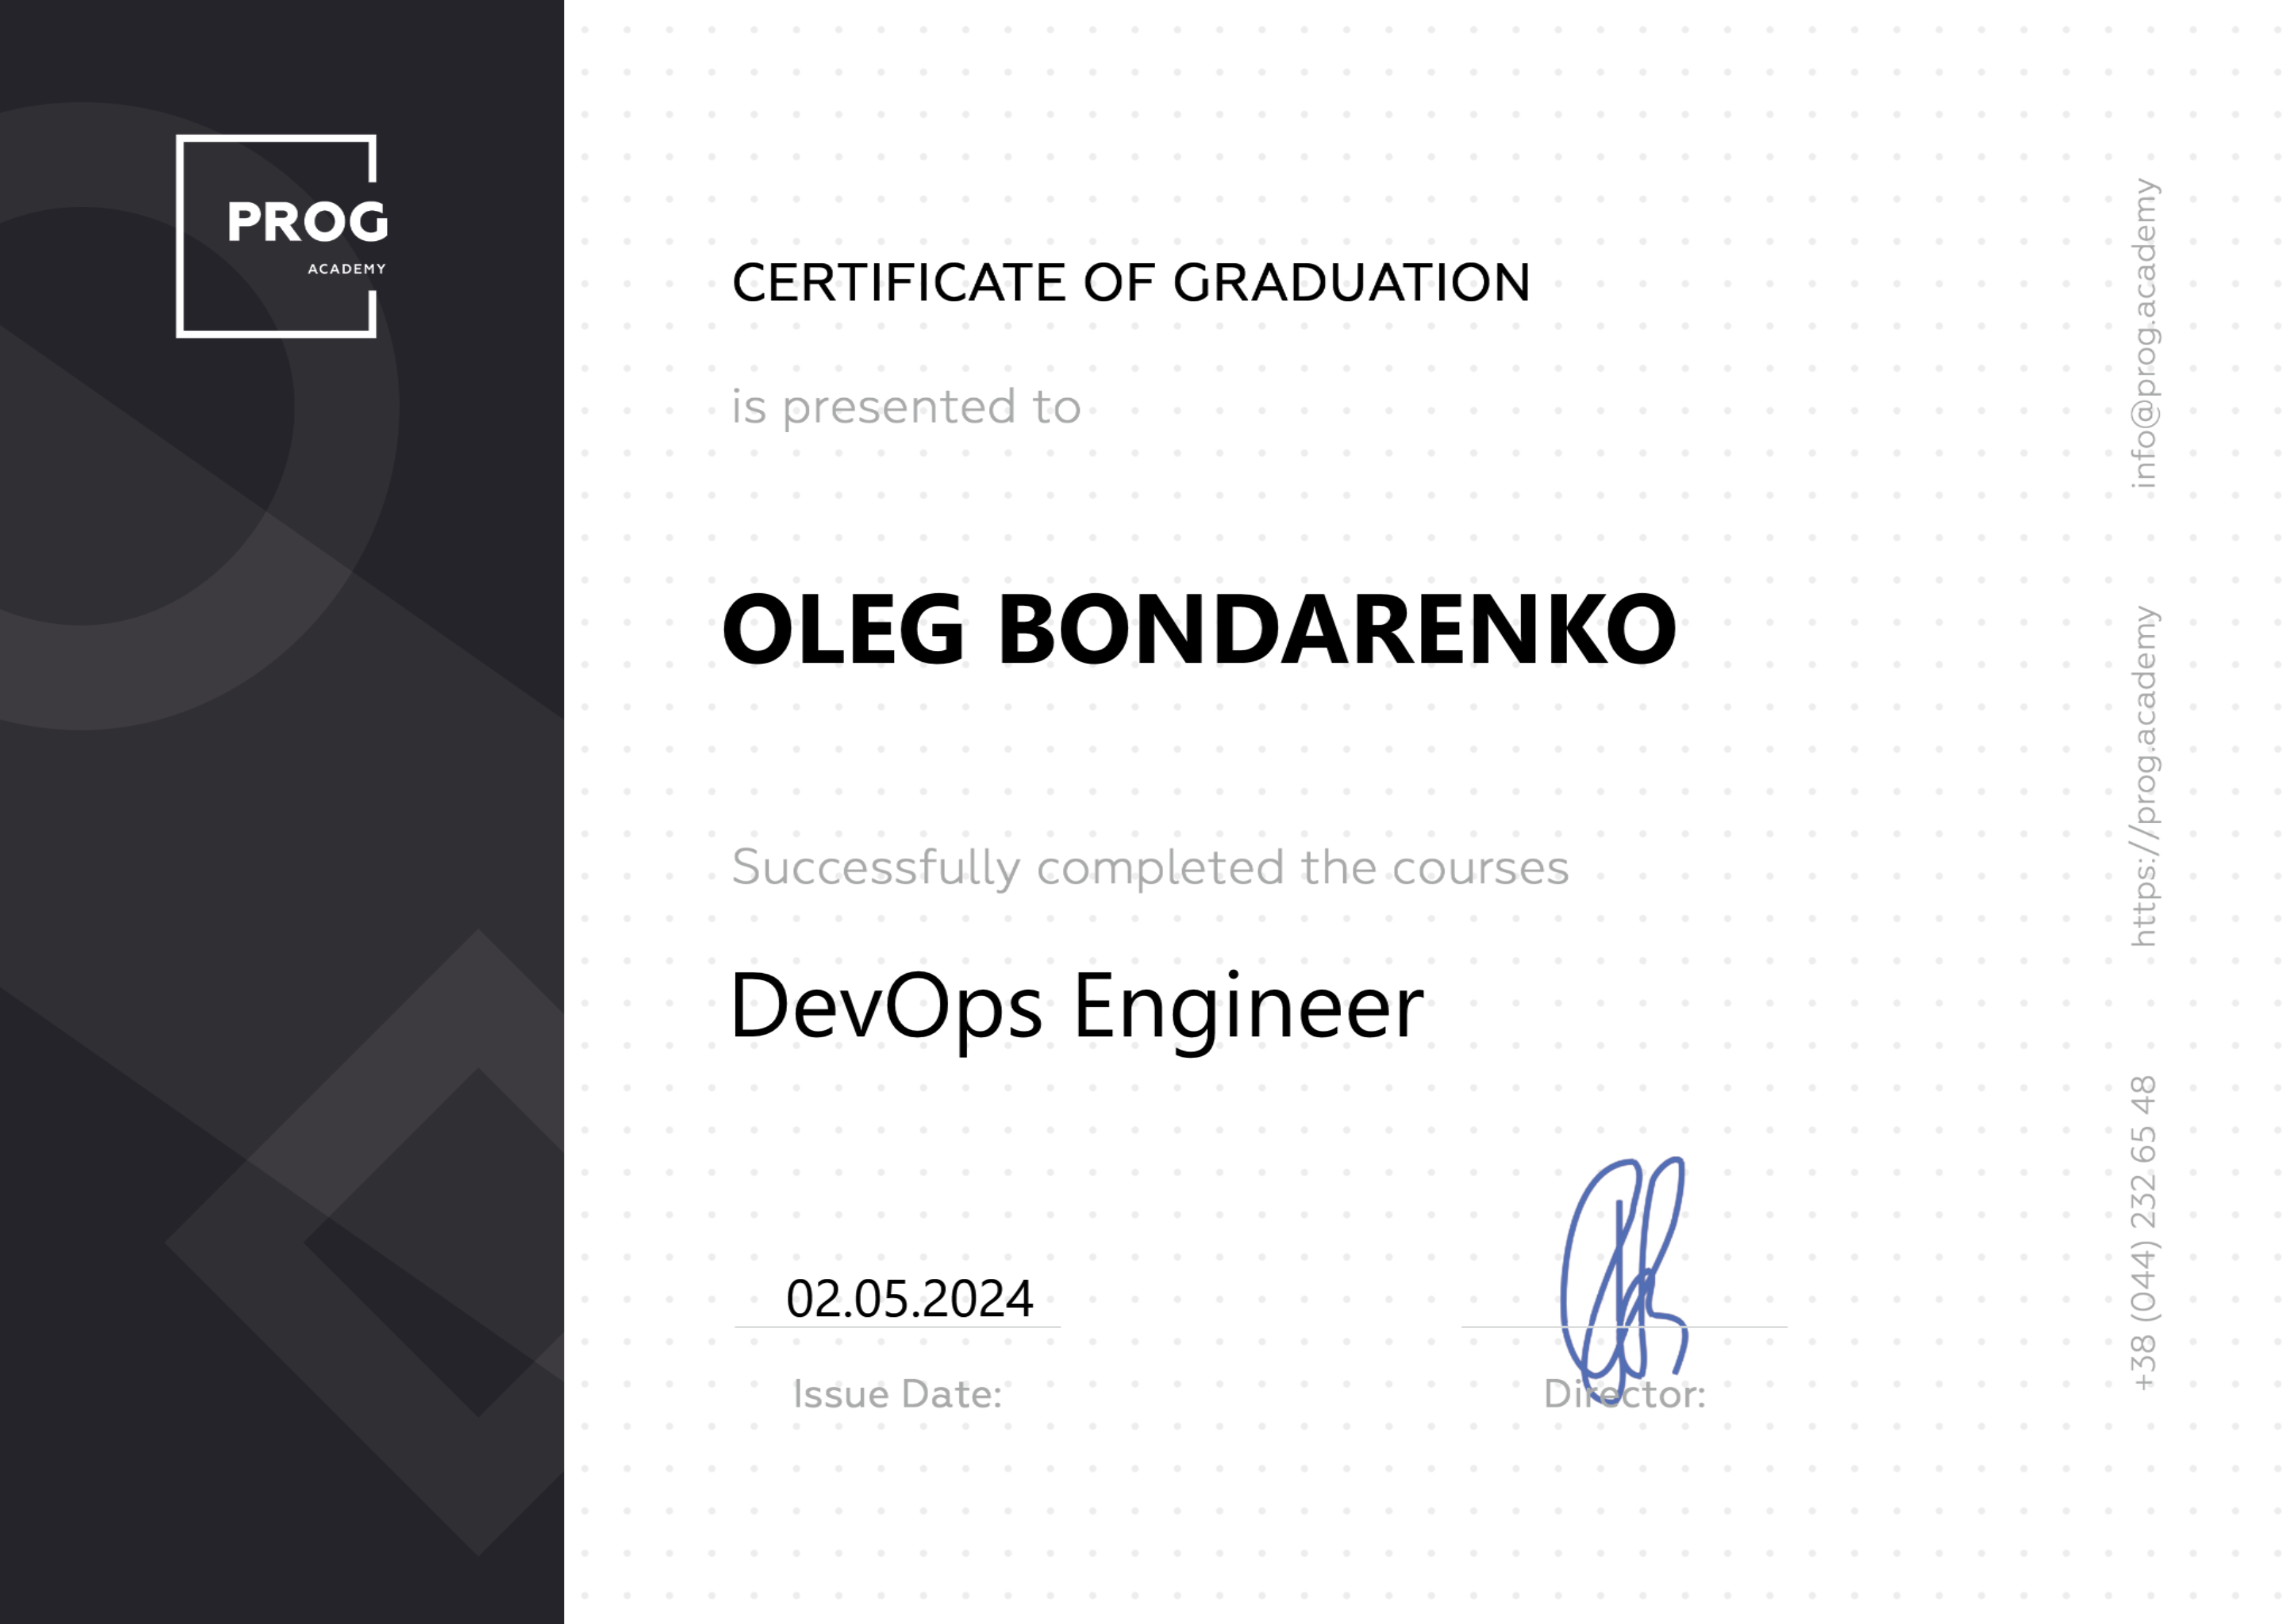 PROG
ACADEMY
CERTIFICATE OF GRADUATION
is presented to
OLEG BONDARENKO
Successfully completed the courses
DevOps Engineer
02.05.2024
Issue Date:
Director:
info@prog.academy
https://prog.academy
+38 (044) 232 65 48